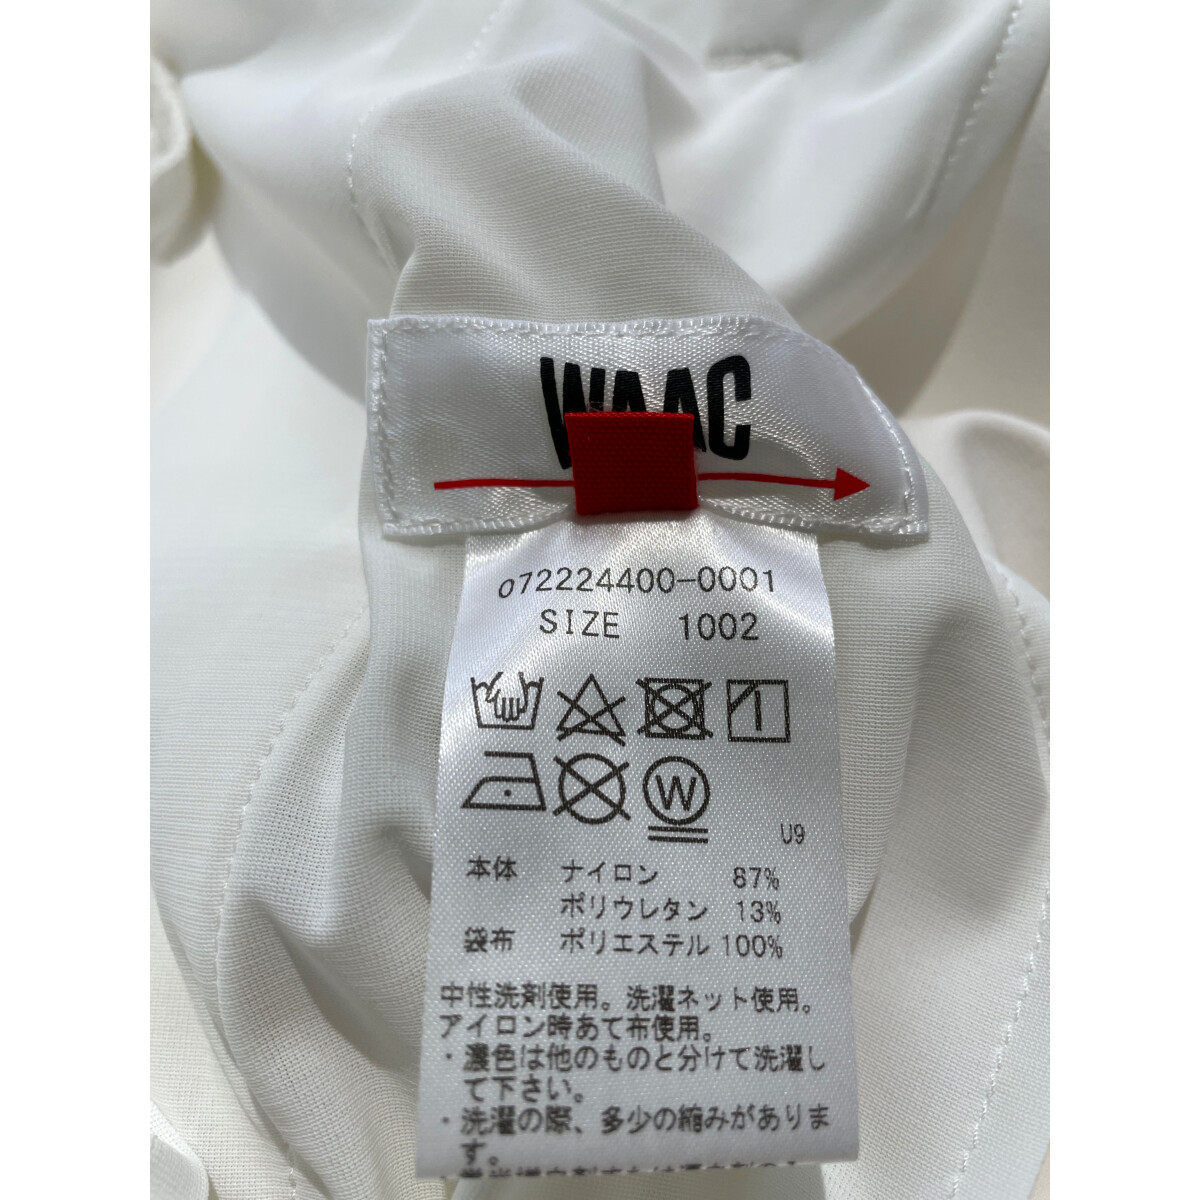 WAAC
072224400-0001
SIZE 1002
W
U9
本体 ナイロン 87%
ポリウレタン 13%
袋布 ポリエステル 100%
中性洗剤使用。洗濯ネット使用。
アイロン時あて布使用。
・濃色は他のものと分けて洗濯し
て下さい。
・洗濯の際、多少の縮みがありま
す。